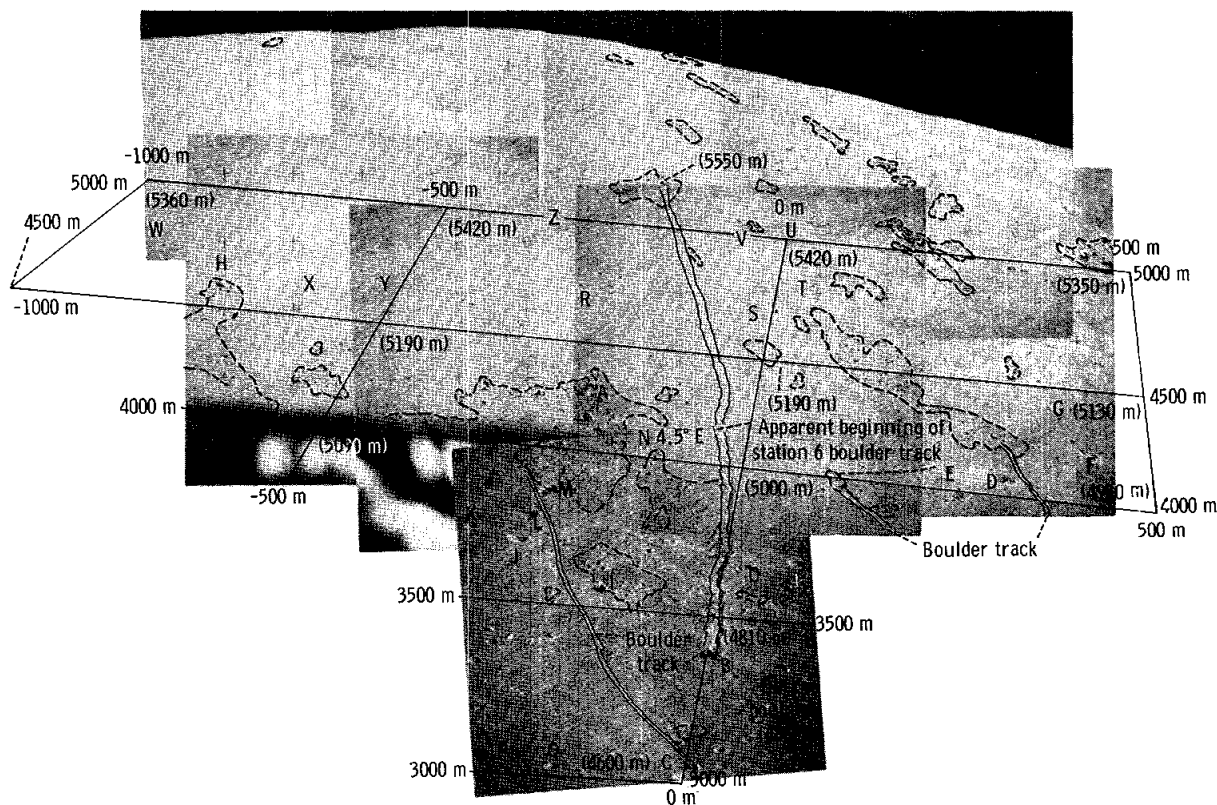 -1000 m
5000 m
(5360 m)
4500 m
W
-500 m
(5420 m)
Z
(5550 m)
0 m
V
U
(5420 m)
500 m
5000 m
(5350 m)
H
X
Y
R
T
S
-1000 m
(5190 m)
(5190 m)
4500 m
G
(5130 m)
4000 m
A
(5090 m)
N 4.5° E
Apparent beginning of
station 6 boulder track
-500 m
M
(5000 m)
E
D
F
4000 m
500 m
L
J
Boulder track
3500 m
3500 m
Boulder
track
(4810 m)
B
3000 m
(4600 m)
C
3000 m
0 m